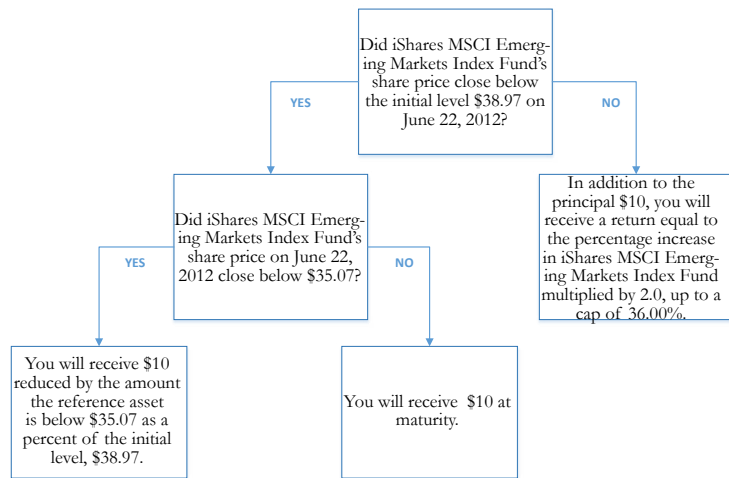 Did iShares MSCI Emerg-
ing Markets Index Fund's
share price close below
the initial level $38.97 on
June 22, 2012?
YES
NO
Did iShares MSCI Emerg-
ing Markets Index Fund's
share price on June 22,
2012 close below $35.07?
In addition to the
principal $10, you will
receive a return equal to
the percentage increase
in iShares MSCI Emerg-
ing Markets Index Fund
multiplied by 2.0, up to a
cap of 36.00%.
YES
NO
You will receive $10
reduced by the amount
the reference asset
is below $35.07 as a
percent of the initial
level, $38.97.
You will receive $10 at
maturity.